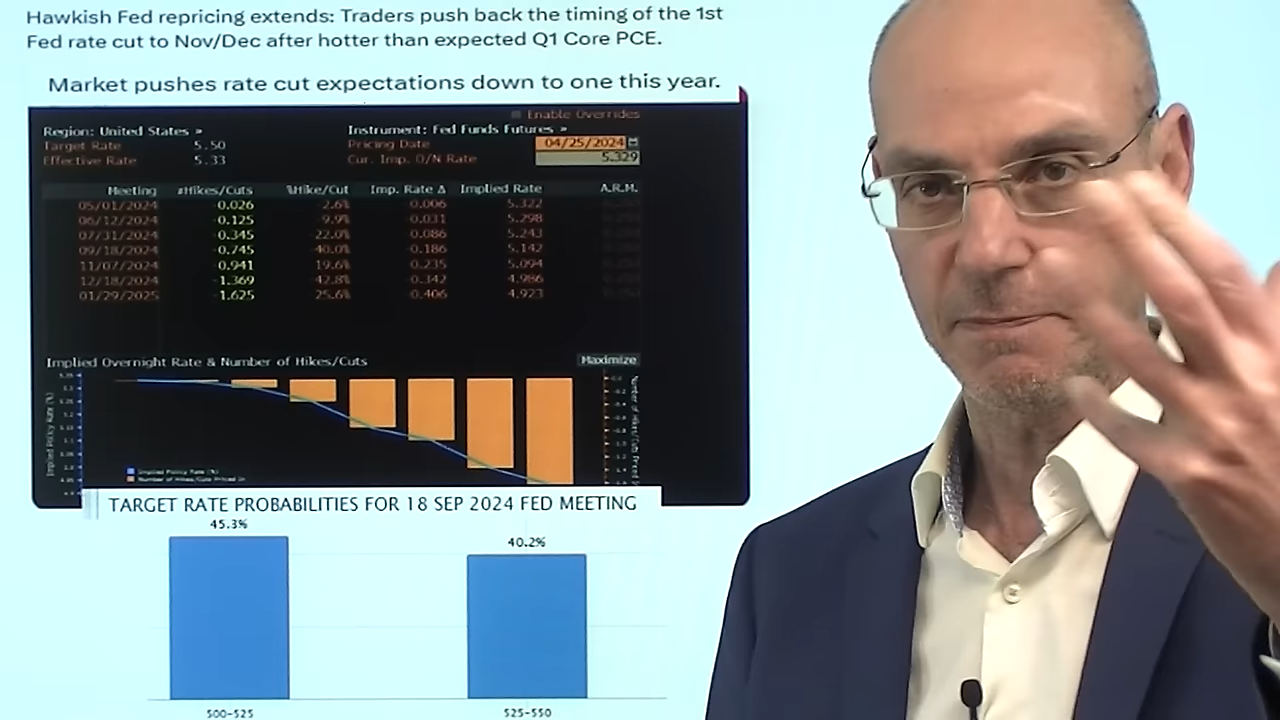 Hawkish Fed repricing extends: Traders push back the timing of the 1st
Fed rate cut to Nov/Dec after hotter than expected Q1 Core PCE.
Market pushes rate cut expectations down to one this year.
Enable Overrides
Region: United States » Instrument: Fed Funds Futures »
Target Rate 5.50 Pricing Date 04/25/2024
Effective Rate 5.33 Cur. Imp. O/N Rate 5.329
Meeting #Hikes/Cuts %Hike/Cut Imp. Rate Δ Implied Rate A.R.M.
05/01/2024 -0.026 -2.6% -0.006 5.322
06/12/2024 -0.125 -9.9% -0.031 5.298
07/31/2024 -0.345 -22.0% -0.086 5.243
09/18/2024 -0.745 -40.0% -0.186 5.142
11/07/2024 -0.941 -19.6% -0.235 5.094
12/18/2024 -1.369 -42.8% -0.342 4.986
01/29/2025 -1.625 -25.6% -0.406 4.923
Implied Overnight Rate & Number of Hikes/Cuts Maximize
Implied Policy Rate (%)
Number of Hikes/Cuts Priced In
TARGET RATE PROBABILITIES FOR 18 SEP 2024 FED MEETING
45.3%
40.2%
500-525 525-550